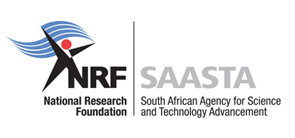 NRF
National Research
Foundation
SAASTA
South African Agency for Science
and Technology Advancement